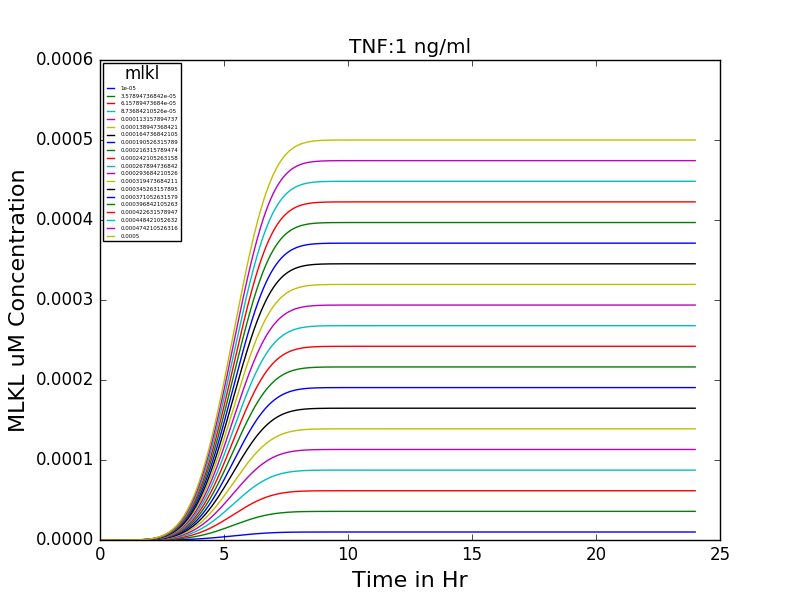 TNF:1 ng/ml
0.0006
0.0005
0.0004
0.0003
0.0002
0.0001
0.0000
MLKL uM Concentration
mlkl
1e-05
3.57894736842e-05
6.15789473684e-05
8.73684210526e-05
0.000113157894737
0.000138947368421
0.000164736842105
0.000190526315789
0.000216315789474
0.000242105263158
0.000267894736842
0.000293684210526
0.000319473684211
0.000345263157895
0.000371052631579
0.000396842105263
0.000422631578947
0.000448421052632
0.000474210526316
0.0005
0 5 10 15 20 25
Time in Hr